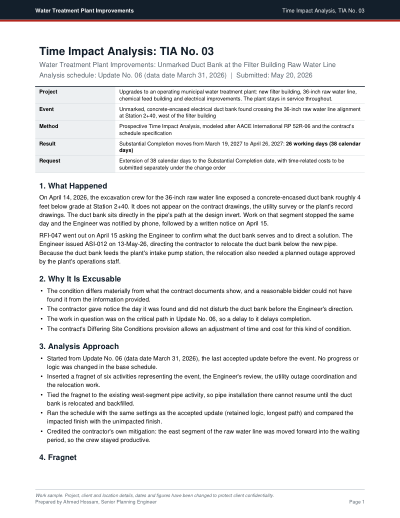 Water Treatment Plant Improvements Time Impact Analysis, TIA No. 03
Time Impact Analysis: TIA No. 03
Water Treatment Plant Improvements: Unmarked Duct Bank at the Filter Building Raw Water Line
Analysis schedule: Update No. 06 (data date March 31, 2026) | Submitted: May 20, 2026
Project Upgrades to an operating municipal water treatment plant: new filter building, 36-inch raw water line,
chemical feed building and electrical improvements. The plant stays in service throughout.
Event Unmarked, concrete-encased electrical duct bank found crossing the 36-inch raw water line alignment
at Station 2+40, west of the filter building
Method Prospective Time Impact Analysis, modeled after AACE International RP 52R-06 and the contract's
schedule specification
Result Substantial Completion moves from March 19, 2027 to April 26, 2027: 26 working days (38 calendar
days)
Request Extension of 38 calendar days to the Substantial Completion date, with time-related costs to be
submitted separately under the change order
1. What Happened
On April 14, 2026, the excavation crew for the 36-inch raw water line exposed a concrete-encased duct bank roughly 4
feet below grade at Station 2+40. It does not appear on the contract drawings, the utility survey or the plant's record
drawings. The duct bank sits directly in the pipe's path at the design invert. Work on that segment stopped the same
day and the Engineer was notified by phone, followed by a written notice on April 15.
RFI-047 went out on April 15 asking the Engineer to confirm what the duct bank serves and to direct a solution. The
Engineer issued ASI-012 on 13-May-26, directing the contractor to relocate the duct bank below the new pipe.
Because the duct bank feeds the plant's intake pump station, the relocation also needed a planned outage approved
by the plant's operations staff.
2. Why It Is Excusable
• The condition differs materially from what the contract documents show, and a reasonable bidder could not have
found it from the information provided.
• The contractor gave notice the day it was found and did not disturb the duct bank before the Engineer's direction.
• The work in question was on the critical path in Update No. 06, so a delay to it delays completion.
• The contract's Differing Site Conditions provision allows an adjustment of time and cost for this kind of condition.
3. Analysis Approach
• Started from Update No. 06 (data date March 31, 2026), the last accepted update before the event. No progress or
logic was changed in the base schedule.
• Inserted a fragnet of six activities representing the event, the Engineer's review, the utility outage coordination and
the relocation work.
• Tied the fragnet to the existing west-segment pipe activity, so pipe installation there cannot resume until the duct
bank is relocated and backfilled.
• Ran the schedule with the same settings as the accepted update (retained logic, longest path) and compared the
impacted finish with the unimpacted finish.
• Credited the contractor's own mitigation: the east segment of the raw water line was moved forward into the waiting
period, so the crew stayed productive.
4. Fragnet
Work sample. Project, client and location details, dates and figures have been changed to protect client confidentiality.
Prepared by Ahmed Hossam, Senior Planning Engineer Page 1